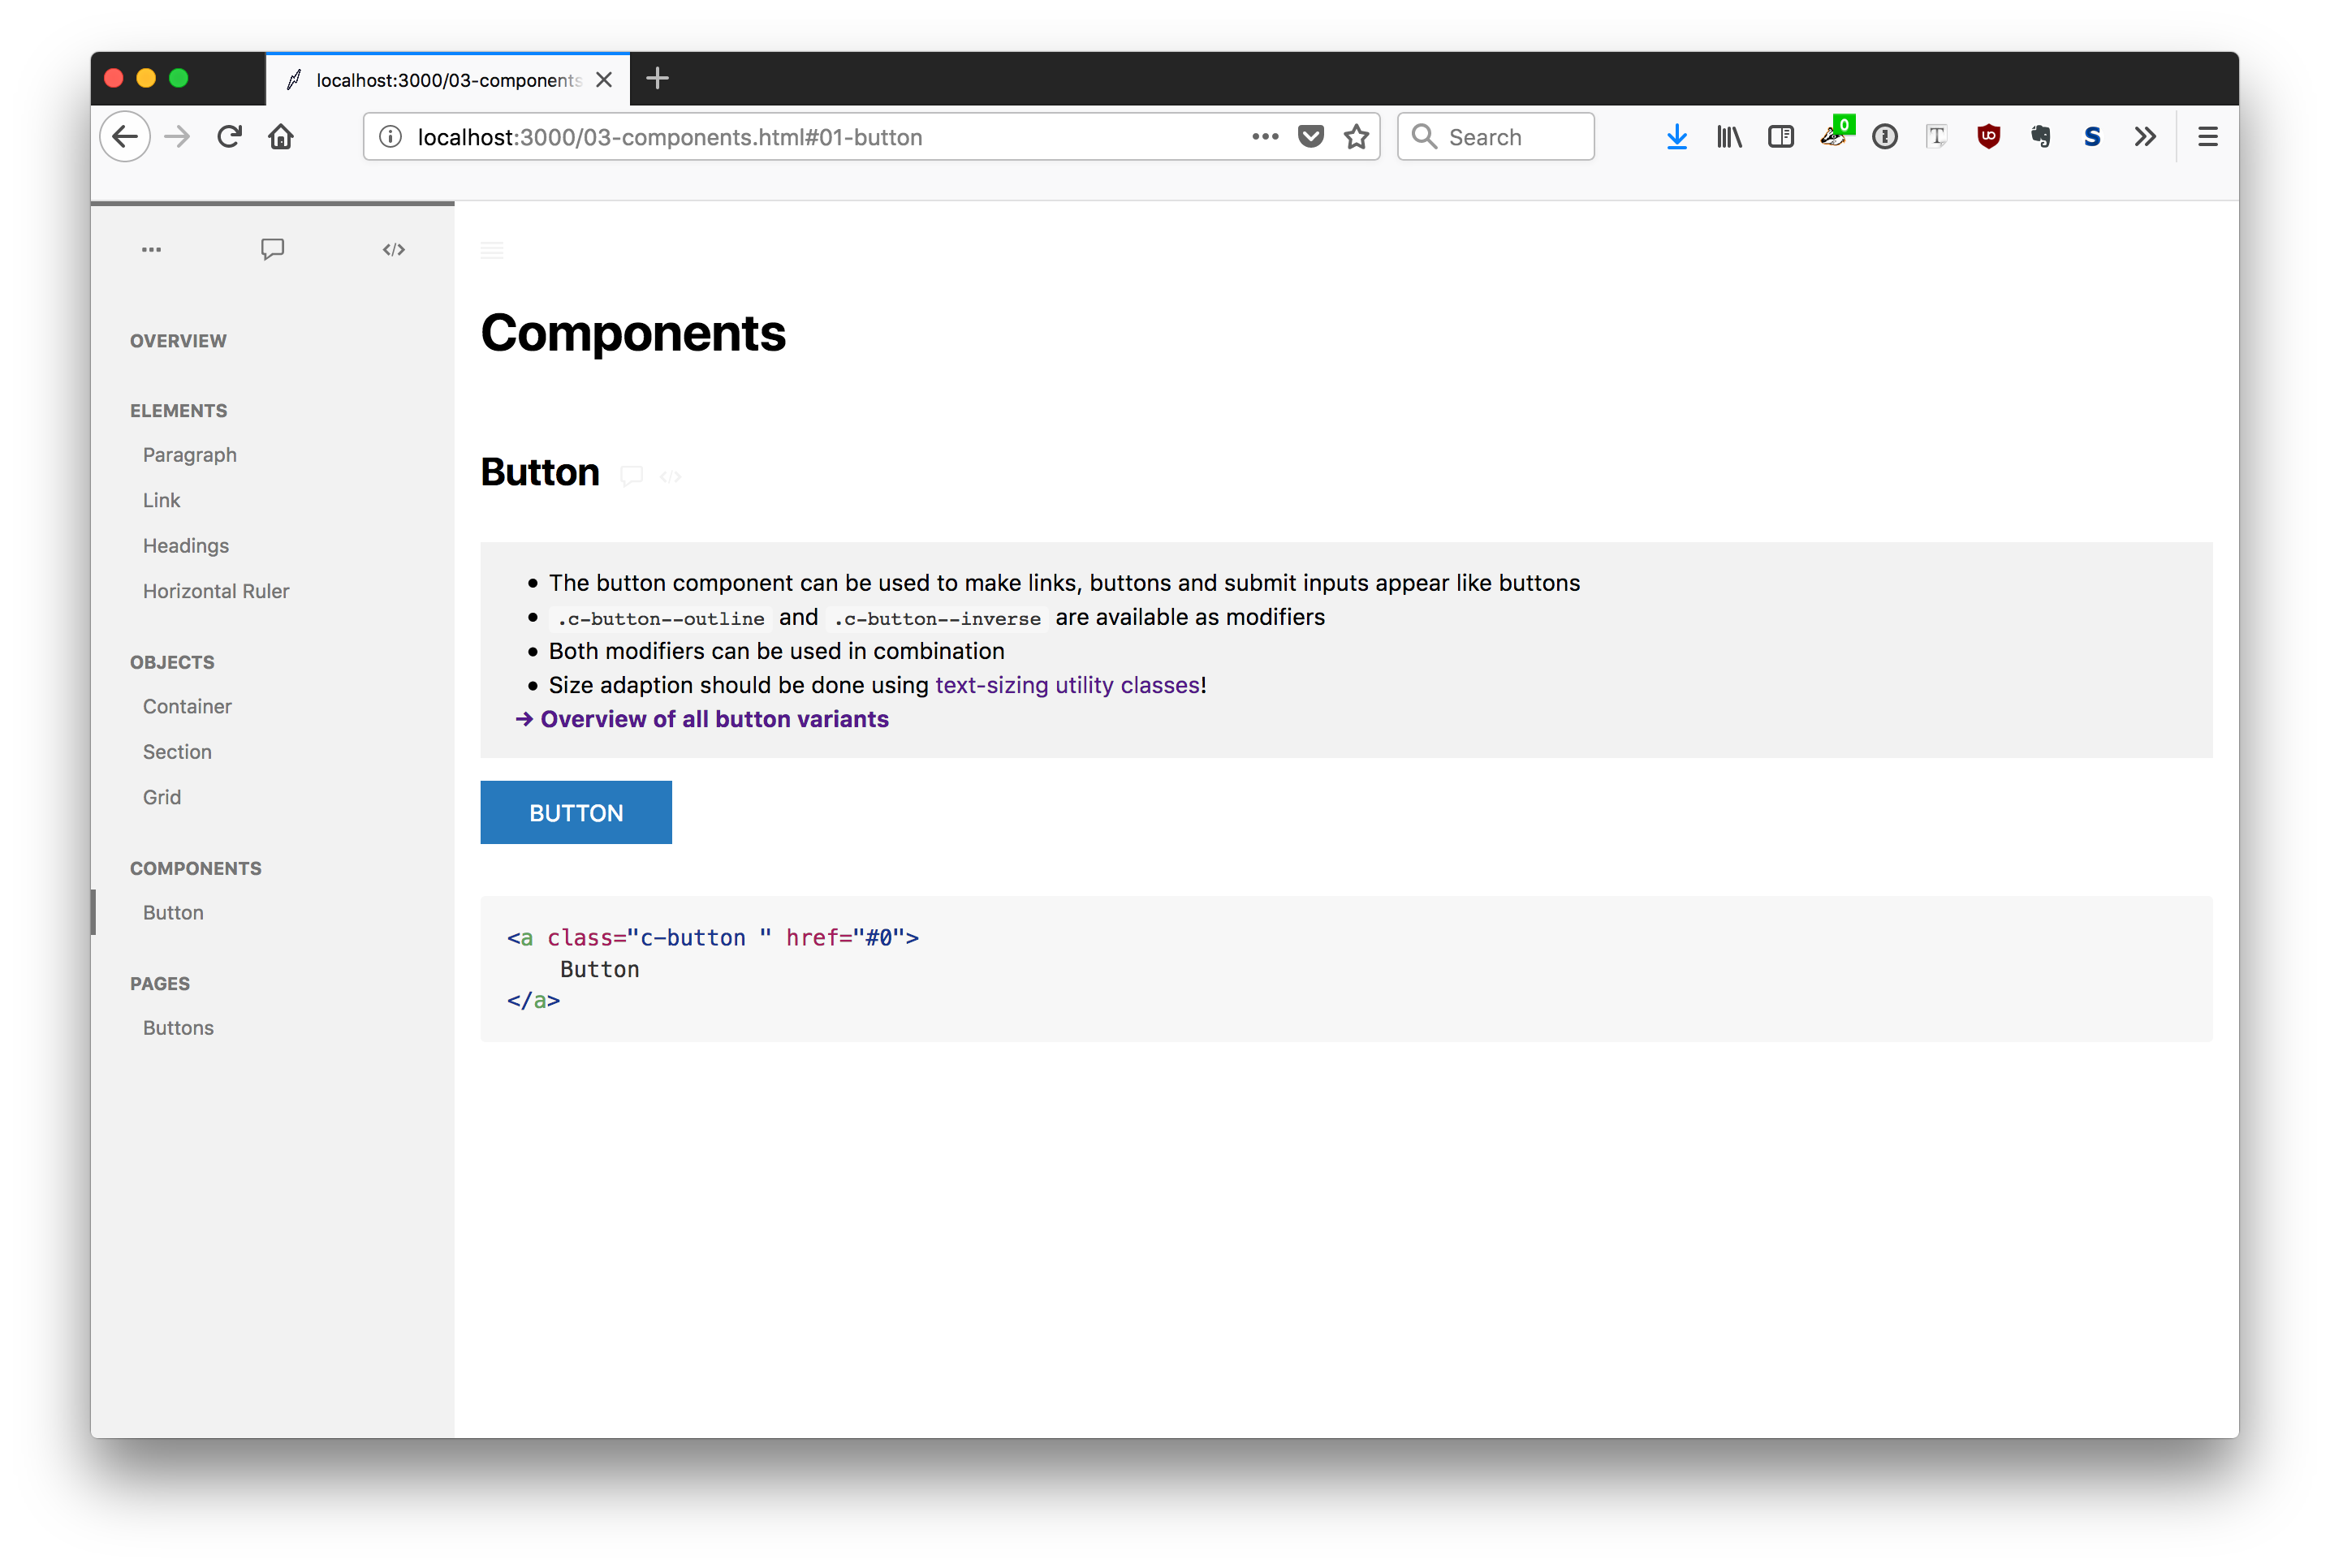 localhost:3000/03-components
localhost:3000/03-components.html#01-button
Search
0
T
S
OVERVIEW
ELEMENTS
Paragraph
Link
Headings
Horizontal Ruler
OBJECTS
Container
Section
Grid
COMPONENTS
Button
PAGES
Buttons
Components
Button
The button component can be used to make links, buttons and submit inputs appear like buttons
.c-button--outline and .c-button--inverse are available as modifiers
Both modifiers can be used in combination
Size adaption should be done using text-sizing utility classes!
→ Overview of all button variants
BUTTON
<a class="c-button " href="#0">
Button
</a>